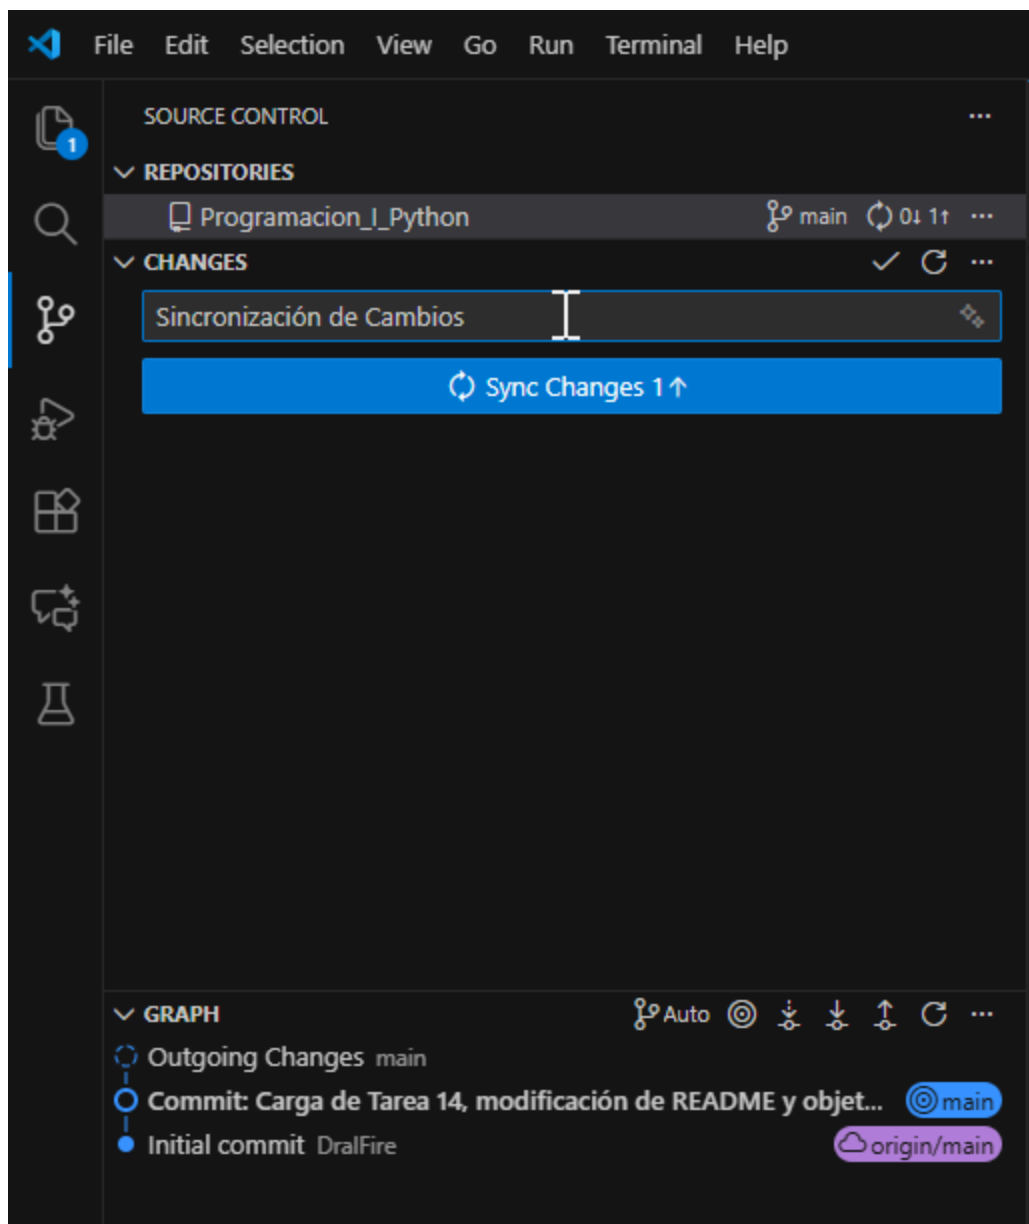 File Edit Selection View Go Run Terminal Help
SOURCE CONTROL
1
REPOSITORIES
Programacion_I_Python main 0↓ 1↑
CHANGES
Sincronización de Cambios
Sync Changes 1↑
GRAPH Auto
Outgoing Changes main
Commit: Carga de Tarea 14, modificación de README y objet... main
Initial commit DralFire origin/main